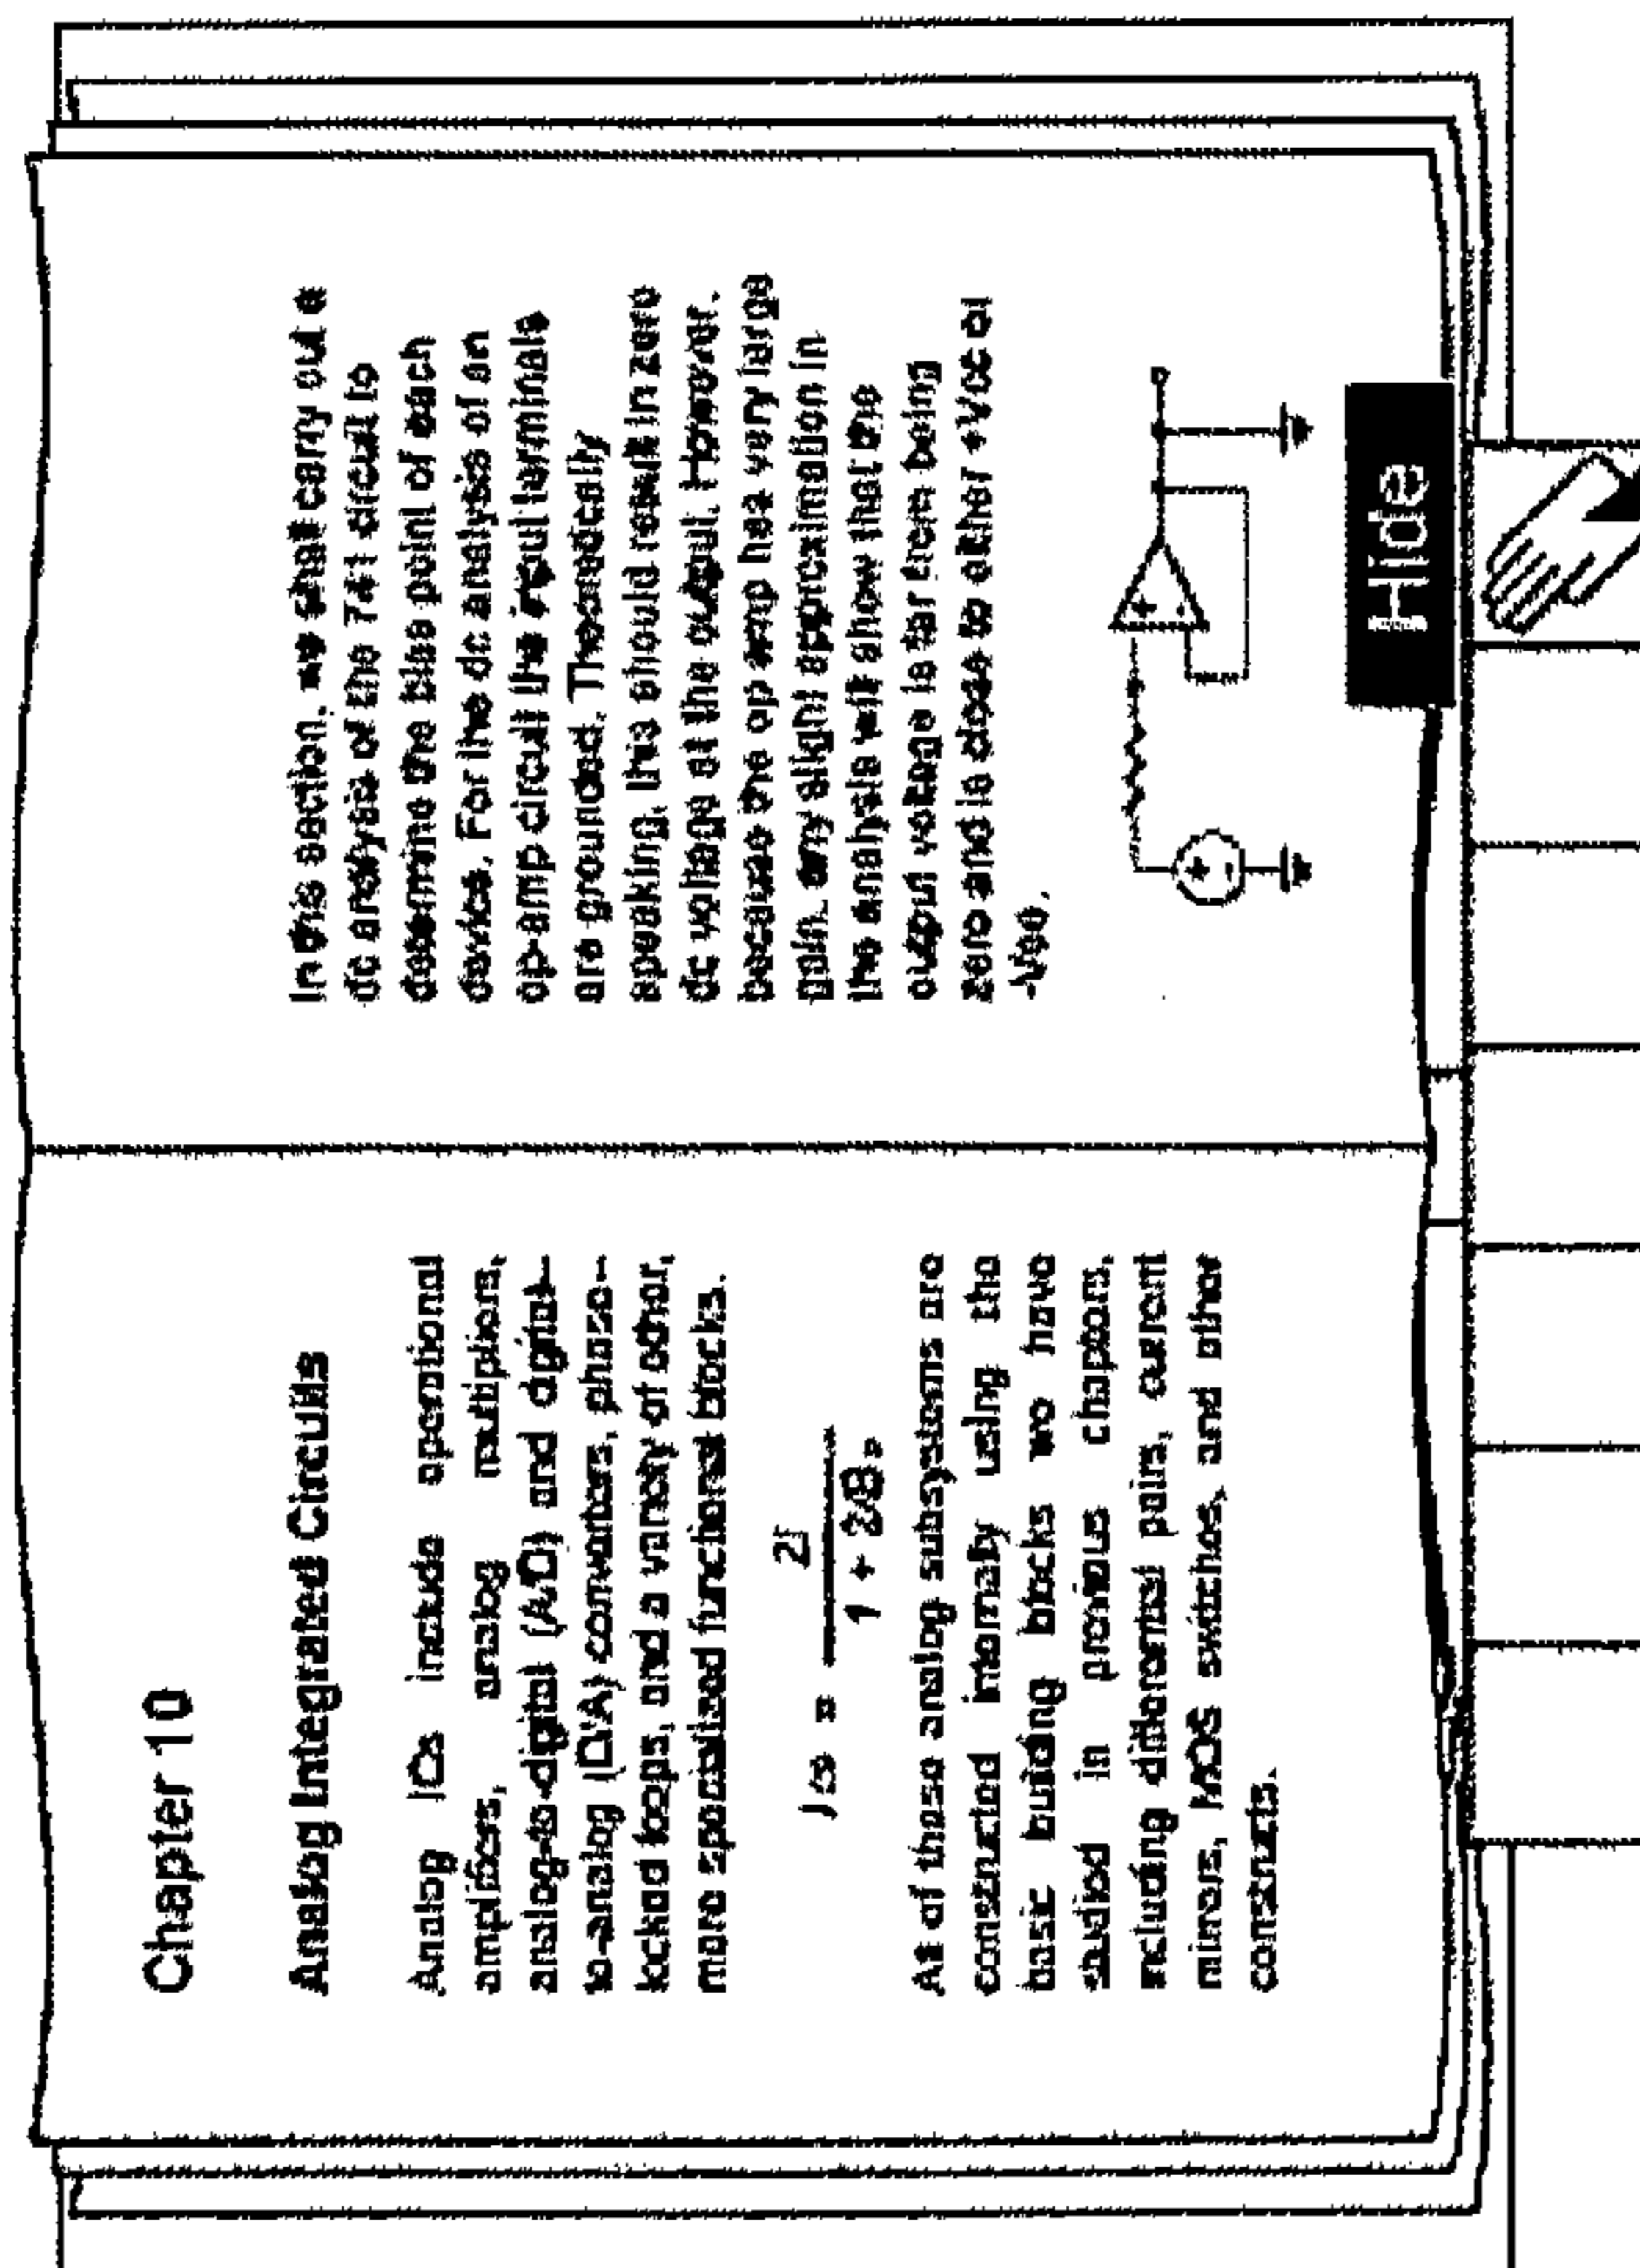 Chapter 10
Analog Integrated Circuits
Analog ICs include operational
amplifiers, analog multipliers,
analog-to-digital (A/D) and digital-
to-analog (D/A) converters, phase-
locked loops, and a variety of other,
more specialized functional blocks.
2I
1 + 2/β
All of these analog subsystems are
constructed internally using the
basic building blocks we have
studied in previous chapters,
including differential pairs, current
mirrors, MOS switches, and other
constructs.
In this section, we shall carry out a
dc analysis of the 741 circuit to
determine the bias point of each
device. For the dc analysis of an
op-amp circuit the input terminals
are grounded. Theoretically
speaking, this should result in zero
dc voltage at the output. However,
because the op amp has very large
gain, any slight approximation in
the analysis will show that the
output voltage is far from being
zero and is close to either +Vcc or
-Vee.
+
-
+
-
Hide